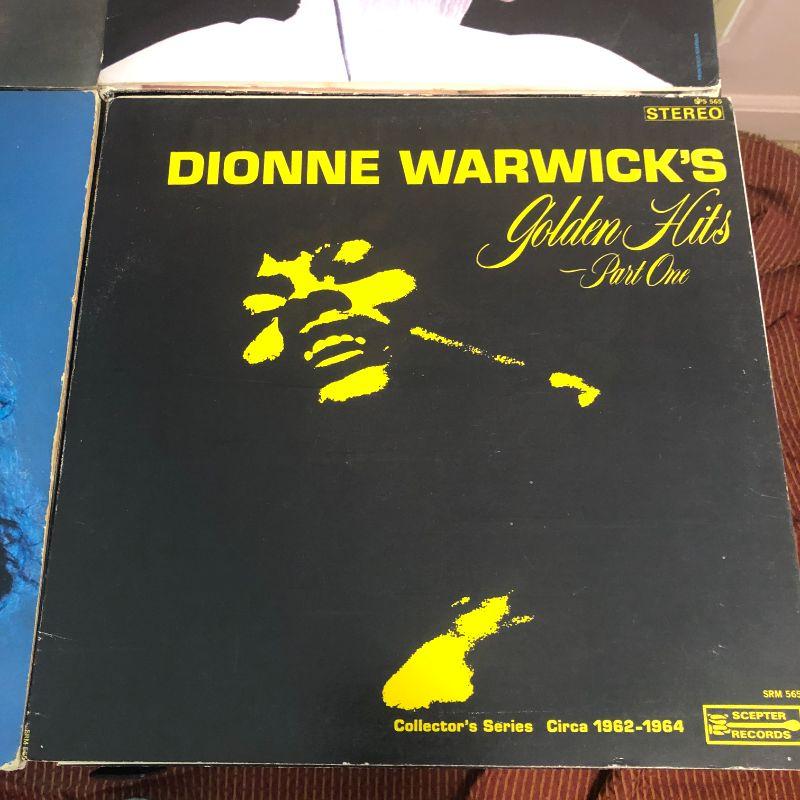 SPS 565
STEREO
DIONNE WARWICK'S
Golden Hits
–Part One
SRM 565
Collector's Series Circa 1962-1964
SCEPTER
RECORDS